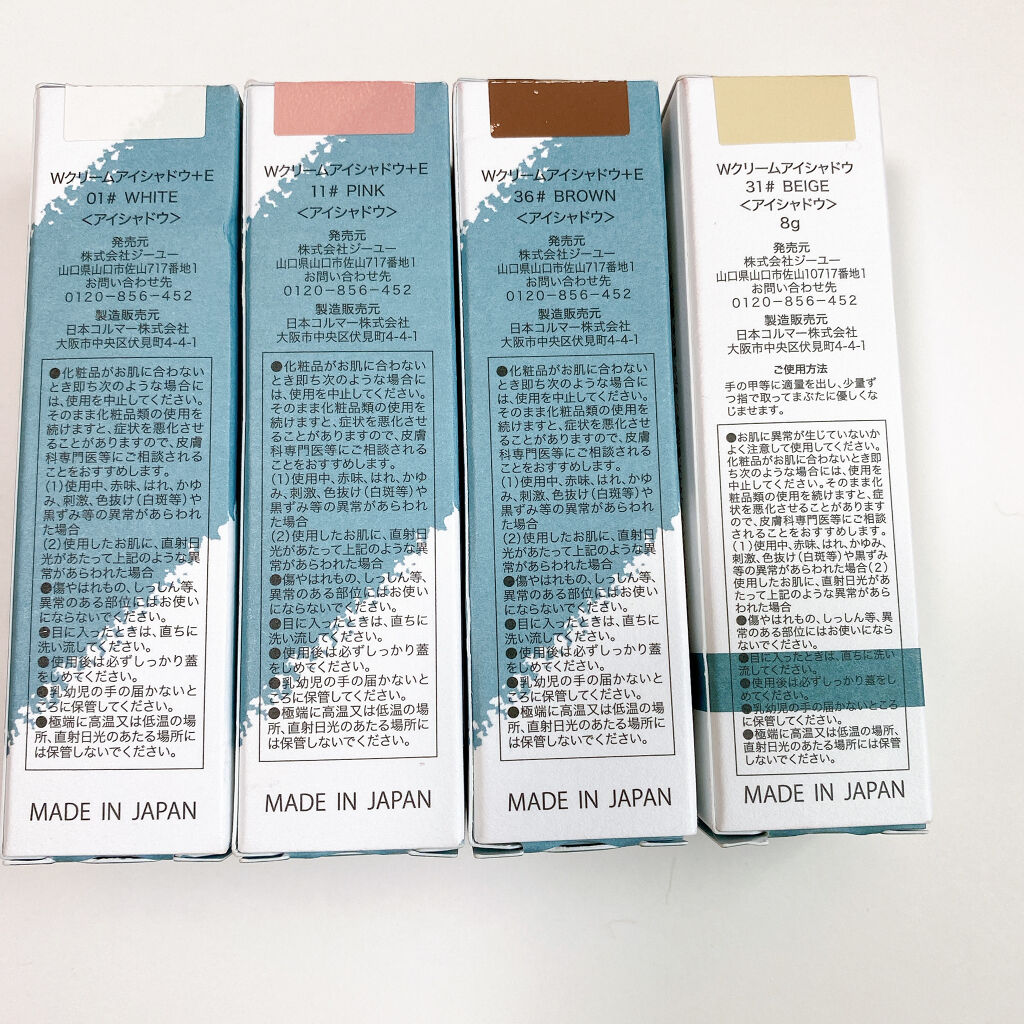 Wクリームアイシャドウ+E
01# WHITE
<アイシャドウ>
発売元
株式会社ジーユー
山口県山口市佐山717番地1
お問い合わせ先
0120-856-452
製造販売元
日本コルマー株式会社
大阪市中央区伏見町4-4-1
●化粧品がお肌に合わない
とき即ち次のような場合に
は、使用を中止してください。
そのまま化粧品類の使用を
続けますと、症状を悪化させ
ることがありますので、皮膚
科専門医等にご相談される
ことをおすすめします。
(1)使用中、赤味、はれ、かゆ
み、刺激、色抜け(白斑等)や
黒ずみ等の異常があらわれ
た場合
(2)使用したお肌に、直射日
光があたって上記のような異
常があらわれた場合
●傷やはれもの、しっしん等、
異常のある部位にはお使い
にならないでください。
●目に入ったときは、直ちに
洗い流してください。
●使用後は必ずしっかり蓋
をしめてください。
●乳幼児の手の届かないと
ころに保管してください。
●極端に高温又は低温の場
所、直射日光のあたる場所に
は保管しないでください。
MADE IN JAPAN
Wクリームアイシャドウ+E
11# PINK
<アイシャドウ>
発売元
株式会社ジーユー
山口県山口市佐山717番地1
お問い合わせ先
0120-856-452
製造販売元
日本コルマー株式会社
大阪市中央区伏見町4-4-1
●化粧品がお肌に合わない
とき即ち次のような場合に
は、使用を中止してください。
そのまま化粧品類の使用を
続けますと、症状を悪化させ
ることがありますので、皮膚
科専門医等にご相談される
ことをおすすめします。
(1)使用中、赤味、はれ、かゆ
み、刺激、色抜け(白斑等)や
黒ずみ等の異常があらわれ
た場合
(2)使用したお肌に、直射日
光があたって上記のような異
常があらわれた場合
●傷やはれもの、しっしん等、
異常のある部位にはお使い
にならないでください。
●目に入ったときは、直ちに
洗い流してください。
●使用後は必ずしっかり蓋
をしめてください。
●乳幼児の手の届かないと
ころに保管してください。
●極端に高温又は低温の場
所、直射日光のあたる場所に
は保管しないでください。
MADE IN JAPAN
Wクリームアイシャドウ+E
36# BROWN
<アイシャドウ>
発売元
株式会社ジーユー
山口県山口市佐山717番地1
お問い合わせ先
0120-856-452
製造販売元
日本コルマー株式会社
大阪市中央区伏見町4-4-1
●化粧品がお肌に合わない
とき即ち次のような場合に
は、使用を中止してください。
そのまま化粧品類の使用を
続けますと、症状を悪化させ
ることがありますので、皮膚
科専門医等にご相談される
ことをおすすめします。
(1)使用中、赤味、はれ、かゆ
み、刺激、色抜け(白斑等)や
黒ずみ等の異常があらわれ
た場合
(2)使用したお肌に、直射日
光があたって上記のような異
常があらわれた場合
●傷やはれもの、しっしん等、
異常のある部位にはお使い
にならないでください。
●目に入ったときは、直ちに
洗い流してください。
●使用後は必ずしっかり蓋
をしめてください。
●乳幼児の手の届かないと
ころに保管してください。
●極端に高温又は低温の場
所、直射日光のあたる場所に
は保管しないでください。
MADE IN JAPAN
Wクリームアイシャドウ
31# BEIGE
<アイシャドウ>
8g
発売元
株式会社ジーユー
山口県山口市佐山10717番地1
お問い合わせ先
0120-856-452
製造販売元
日本コルマー株式会社
大阪市中央区伏見町4-4-1
ご使用方法
手の甲等に適量を出し、少量ず
つ指で取ってまぶたに優しくな
じませます。
●お肌に異常が生じていないか
よく注意して使用してください。
化粧品がお肌に合わないとき即
ち次のような場合には、使用を
中止してください。そのまま化
粧品類の使用を続けますと、症
状を悪化させることがあります
ので、皮膚科専門医等にご相談
されることをおすすめします。
(1)使用中、赤味、はれ、かゆみ、
刺激、色抜け(白斑等)や黒ずみ
等の異常があらわれた場合(2)
使用したお肌に、直射日光があ
たって上記のような異常があら
われた場合
●傷やはれもの、しっしん等、異
常のある部位にはお使いになら
ないでください。
●目に入ったときは、直ちに洗い
流してください。
●使用後は必ずしっかり蓋をし
めてください。
●乳幼児の手の届かないところ
に保管してください。
●極端に高温又は低温の場所、
直射日光のあたる場所には保管
しないでください。
MADE IN JAPAN